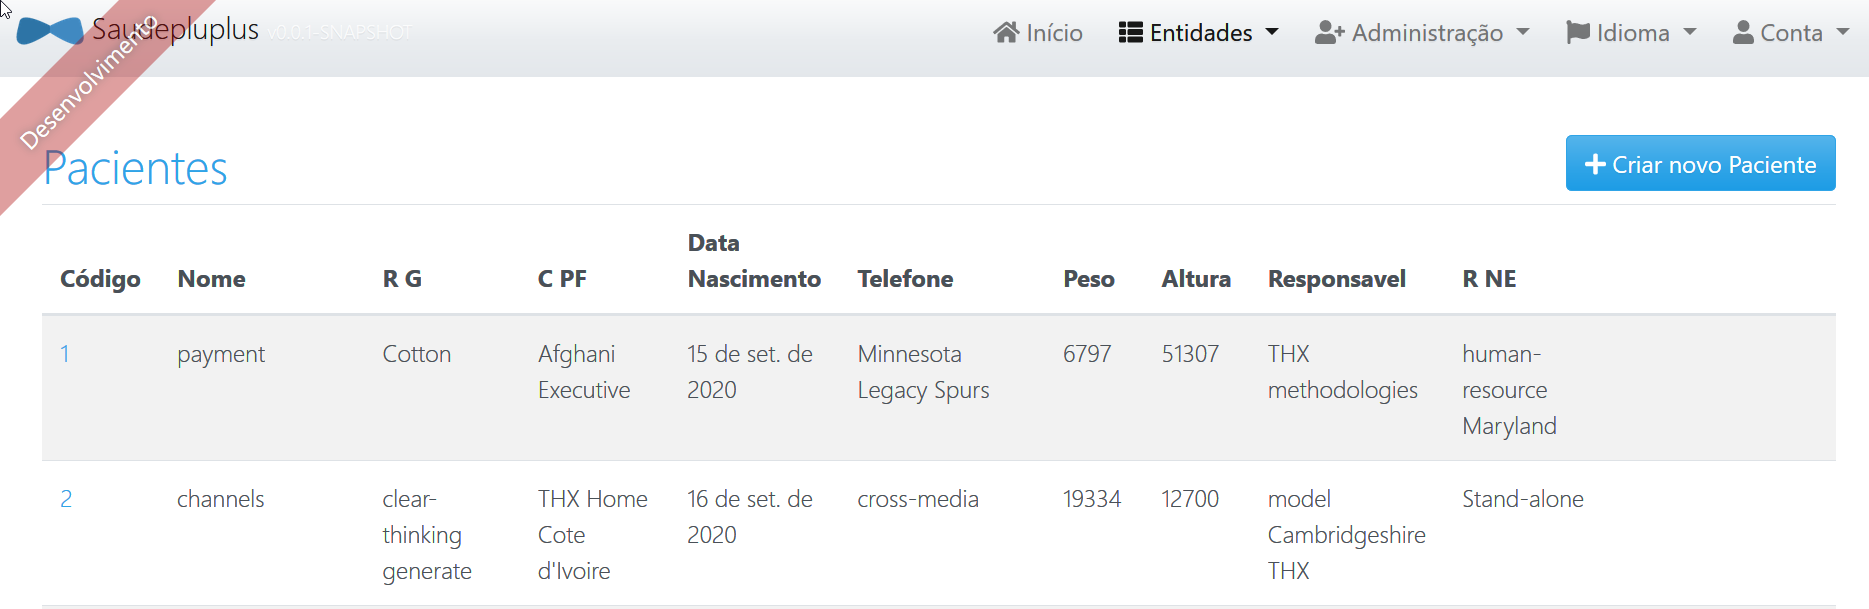 Saudepluplus v0.0.1-SNAPSHOT
Início Entidades Administração Idioma Conta
Desenvolvimento
Pacientes
Criar novo Paciente
Código Nome R G C PF Data Nascimento Telefone Peso Altura Responsavel R NE
1 payment Cotton Afghani 15 de set. de Minnesota 6797 51307 THX human-
Executive 2020 Legacy Spurs methodologies resource
Maryland
2 channels clear- THX Home 16 de set. de cross-media 19334 12700 model Stand-alone
thinking Cote 2020 Cambridgeshire
generate d'Ivoire THX